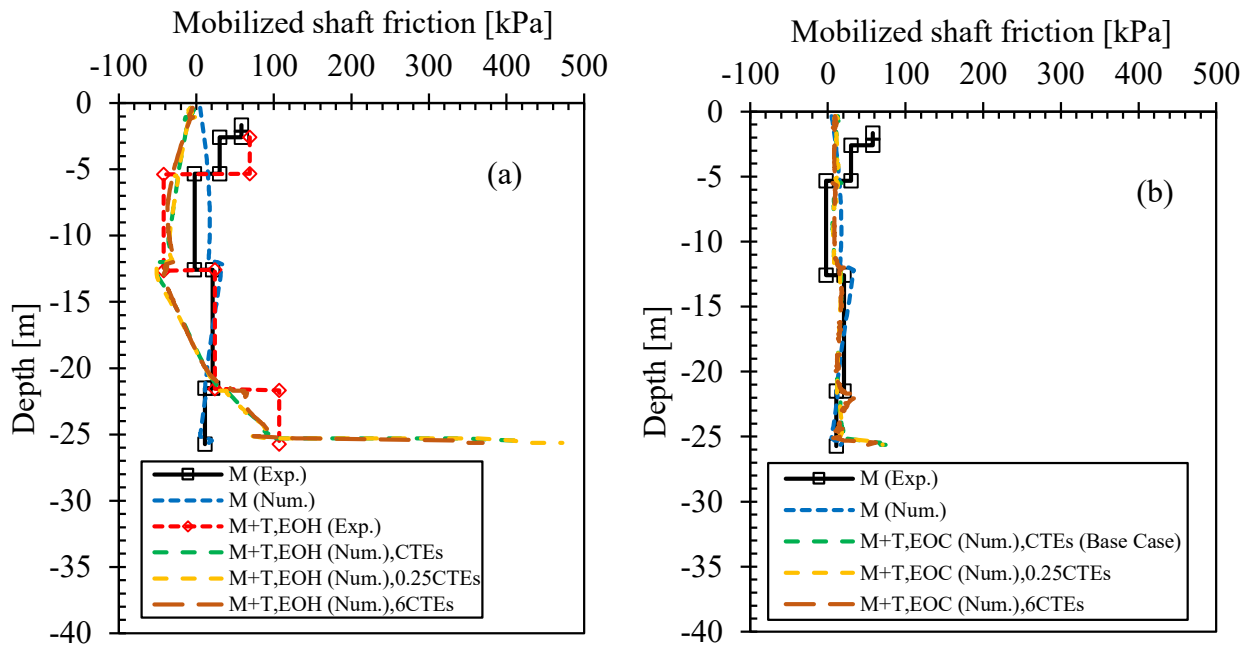 Mobilized shaft friction [kPa]
-100 0 100 200 300 400 500
0
-5
-10
-15
-20
-25
-30
-35
-40
Depth [m]
(a)
M (Exp.)
M (Num.)
M+T,EOH (Exp.)
M+T,EOH (Num.),CTEs
M+T,EOH (Num.),0.25CTEs
M+T,EOH (Num.),6CTEs
Mobilized shaft friction [kPa]
-100 0 100 200 300 400 500
0
-5
-10
-15
-20
-25
-30
-35
-40
Depth [m]
(b)
M (Exp.)
M (Num.)
M+T,EOC (Num.),CTEs (Base Case)
M+T,EOC (Num.),0.25CTEs
M+T,EOC (Num.),6CTEs